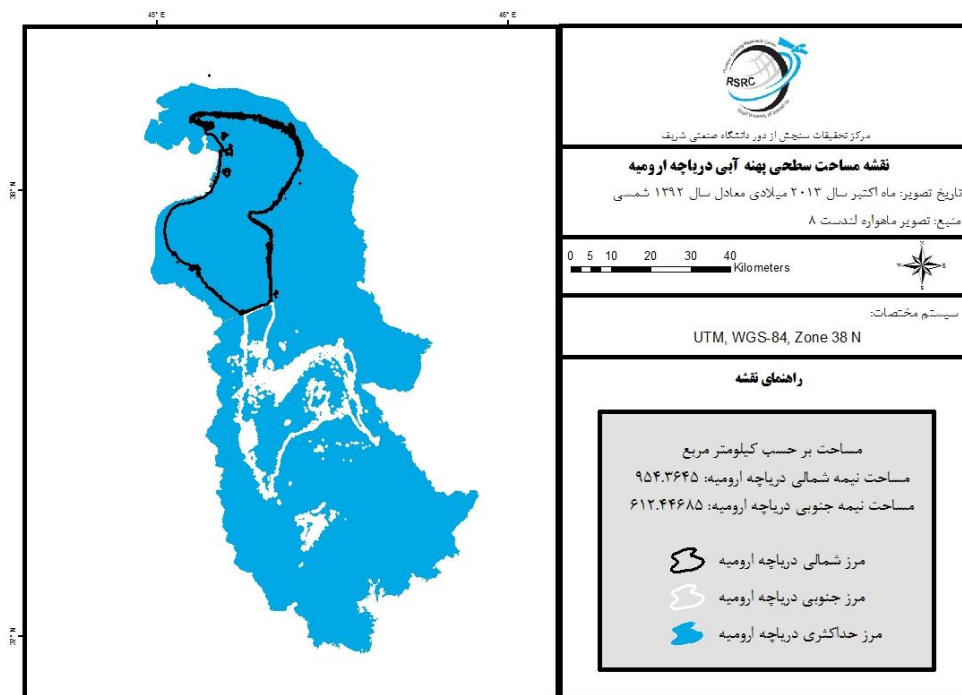 45° E
46° E
38° N
37° N
RSRC
مرکز تحقیقات سنجش از دور دانشگاه صنعتی شریف
نقشه مساحت سطحی پهنه آبی دریاچه ارومیه
تاریخ تصویر: ماه اکتبر سال ۲۰۱۳ میلادی معادل سال ۱۳۹۲ شمسی
منبع: تصویر ماهواره لندست ۸
0 5 10 20 30 40
Kilometers
سیستم مختصات:
UTM, WGS-84, Zone 38 N
راهنمای نقشه
مساحت بر حسب کیلومتر مربع
مساحت نیمه شمالی دریاچه ارومیه: ۹۵۴.۳۶۴۵
مساحت نیمه جنوبی دریاچه ارومیه: ۶۱۲.۴۴۶۸۵
مرز شمالی دریاچه ارومیه
مرز جنوبی دریاچه ارومیه
مرز حداکثری دریاچه ارومیه